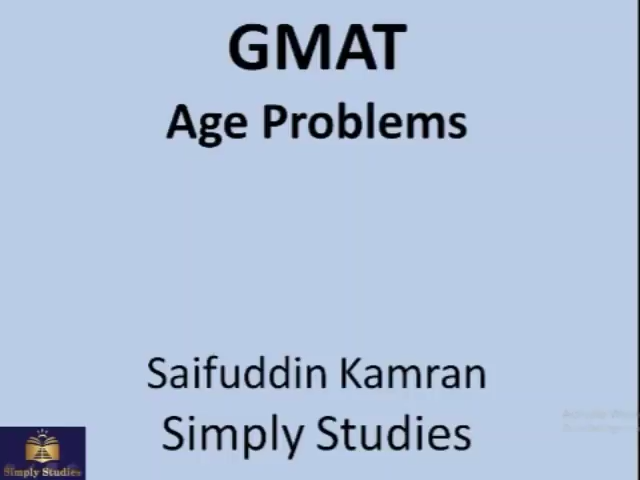 GMAT
Age Problems
Saifuddin Kamran
Simply Studies
Simply Studies